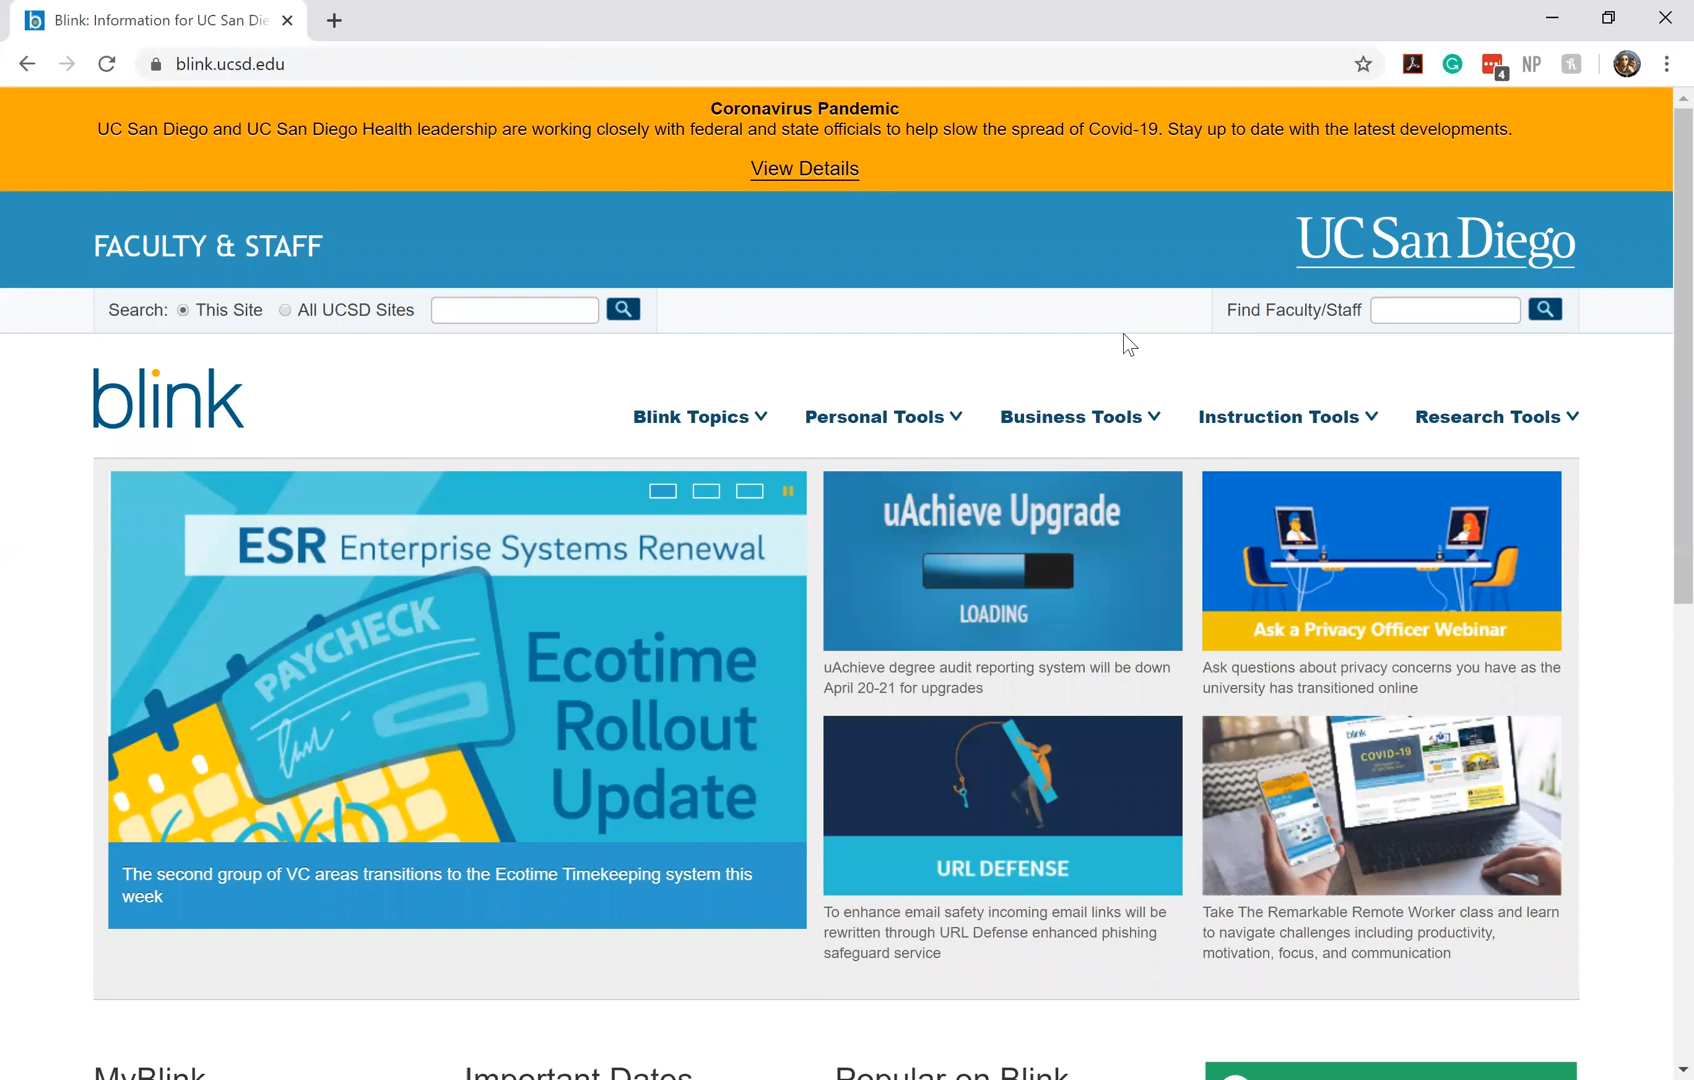 Blink: Information for UC San Die
blink.ucsd.edu
4
NP
Coronavirus Pandemic
UC San Diego and UC San Diego Health leadership are working closely with federal and state officials to help slow the spread of Covid-19. Stay up to date with the latest developments.
View Details
FACULTY & STAFF
UC San Diego
Search: This Site All UCSD Sites
Find Faculty/Staff
blink
Blink Topics
Personal Tools
Business Tools
Instruction Tools
Research Tools
ESR Enterprise Systems Renewal
PAYCHECK
Ecotime
Rollout
Update
The second group of VC areas transitions to the Ecotime Timekeeping system this
week
uAchieve Upgrade
LOADING
uAchieve degree audit reporting system will be down
April 20-21 for upgrades
Ask a Privacy Officer Webinar
Ask questions about privacy concerns you have as the
university has transitioned online
URL DEFENSE
To enhance email safety incoming email links will be
rewritten through URL Defense enhanced phishing
safeguard service
blink
COVID-19
Take The Remarkable Remote Worker class and learn
to navigate challenges including productivity,
motivation, focus, and communication
MyBlink
Important Dates
Popular on Blink